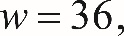 w = 36,